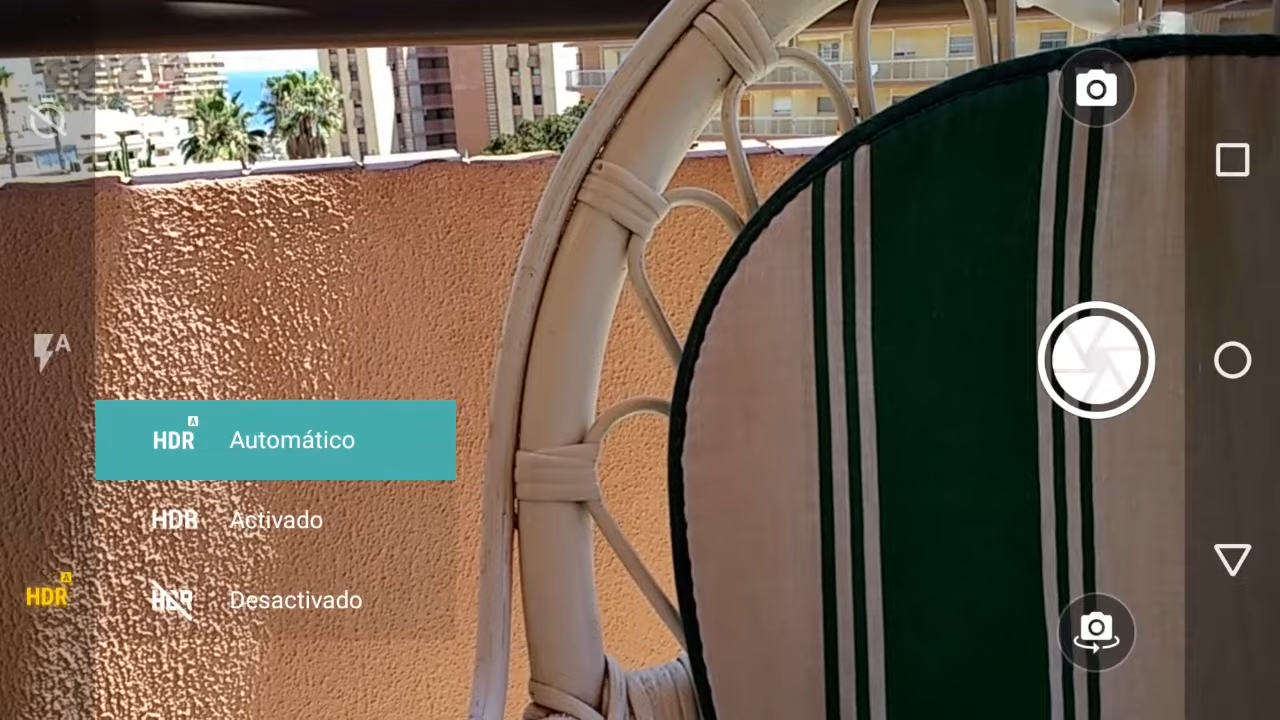 A
A
HDR Automático
HDR Activado
HDR Desactivado
A
HDR